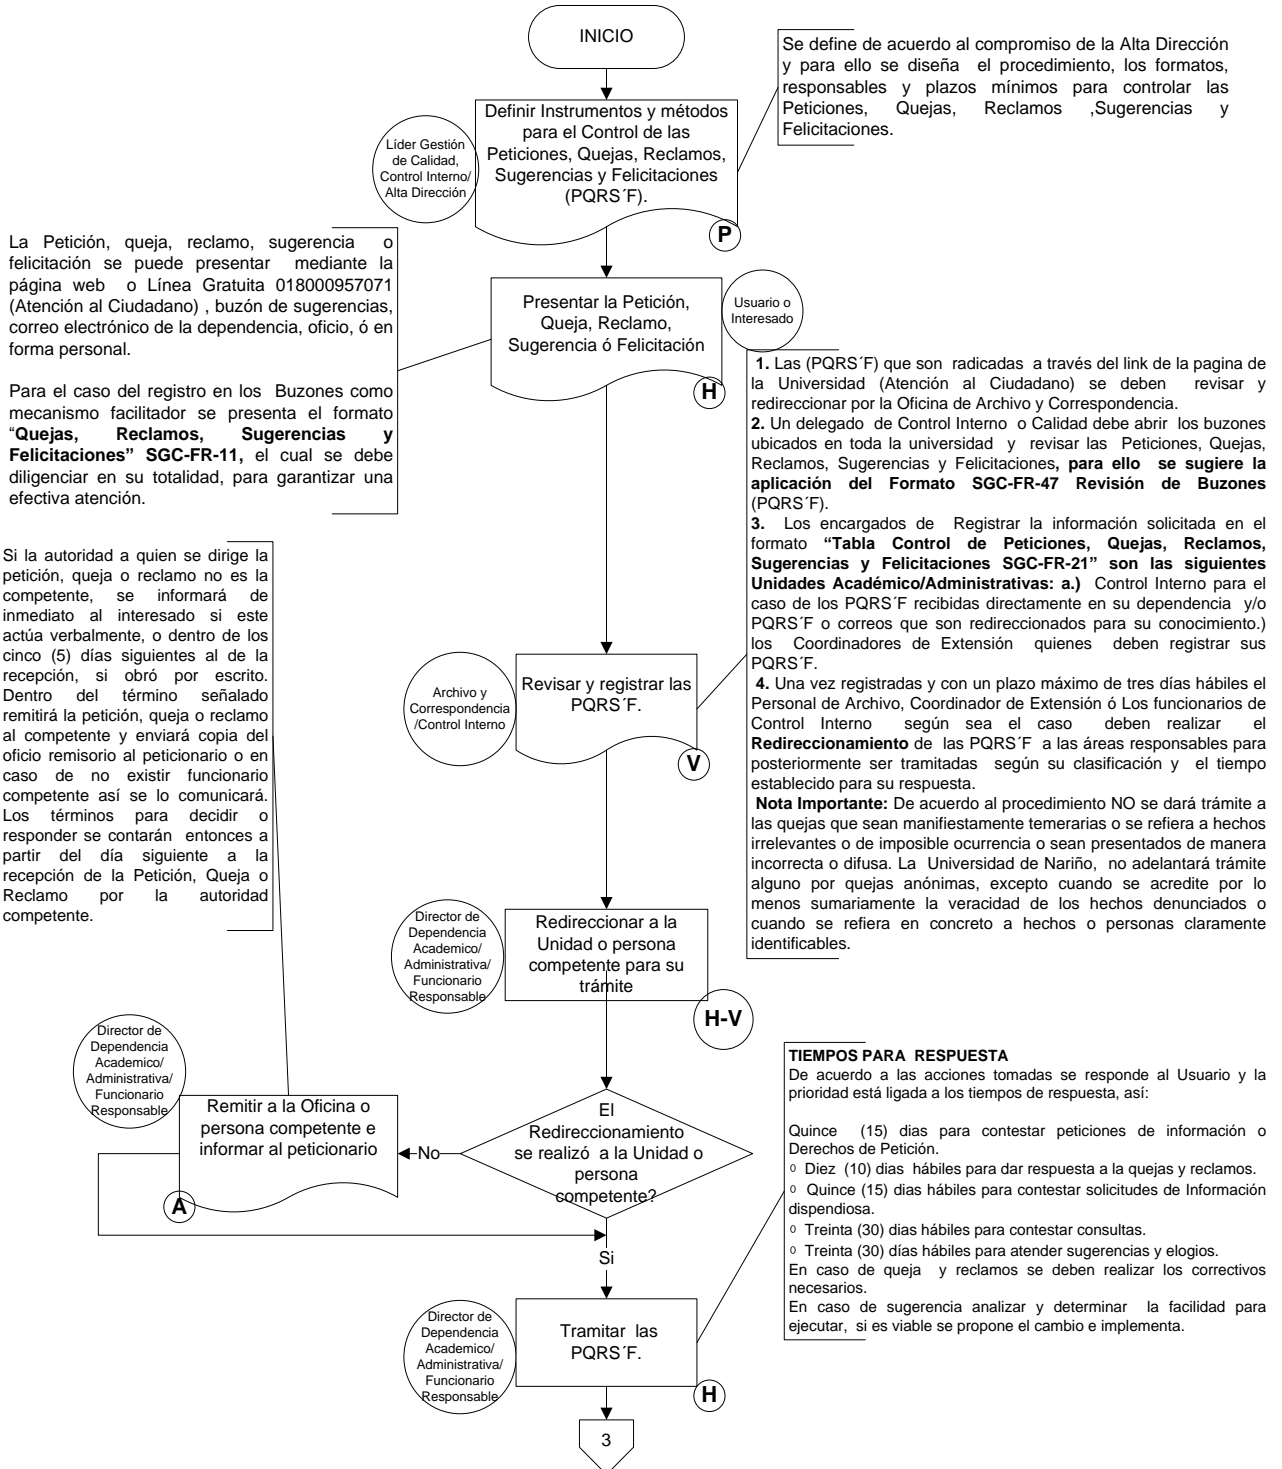 INICIO
Se define de acuerdo al compromiso de la Alta Dirección
y para ello se diseña el procedimiento, los formatos,
responsables y plazos mínimos para controlar las
Peticiones, Quejas, Reclamos ,Sugerencias y
Felicitaciones.
Definir Instrumentos y métodos
para el Control de las
Peticiones, Quejas, Reclamos,
Sugerencias y Felicitaciones
(PQRS´F).
Líder Gestión
de Calidad,
Control Interno/
Alta Dirección
P
La Petición, queja, reclamo, sugerencia o
felicitación se puede presentar mediante la
página web o Línea Gratuita 018000957071
(Atención al Ciudadano) , buzón de sugerencias,
correo electrónico de la dependencia, oficio, ó en
forma personal.
Para el caso del registro en los Buzones como
mecanismo facilitador se presenta el formato
“Quejas, Reclamos, Sugerencias y
Felicitaciones” SGC-FR-11, el cual se debe
diligenciar en su totalidad, para garantizar una
efectiva atención.
Presentar la Petición,
Queja, Reclamo,
Sugerencia ó Felicitación
Usuario o
Interesado
H
1. Las (PQRS´F) que son radicadas a través del link de la pagina de
la Universidad (Atención al Ciudadano) se deben revisar y
redireccionar por la Oficina de Archivo y Correspondencia.
2. Un delegado de Control Interno o Calidad debe abrir los buzones
ubicados en toda la universidad y revisar las Peticiones, Quejas,
Reclamos, Sugerencias y Felicitaciones, para ello se sugiere la
aplicación del Formato SGC-FR-47 Revisión de Buzones
(PQRS´F).
3. Los encargados de Registrar la información solicitada en el
formato “Tabla Control de Peticiones, Quejas, Reclamos,
Sugerencias y Felicitaciones SGC-FR-21” son las siguientes
Unidades Académico/Administrativas: a.) Control Interno para el
caso de los PQRS´F recibidas directamente en su dependencia y/o
PQRS´F o correos que son redireccionados para su conocimiento.)
los Coordinadores de Extensión quienes deben registrar sus
PQRS´F.
4. Una vez registradas y con un plazo máximo de tres días hábiles el
Personal de Archivo, Coordinador de Extensión ó Los funcionarios de
Control Interno según sea el caso deben realizar el
Redireccionamiento de las PQRS´F a las áreas responsables para
posteriormente ser tramitadas según su clasificación y el tiempo
establecido para su respuesta.
Nota Importante: De acuerdo al procedimiento NO se dará trámite a
las quejas que sean manifiestamente temerarias o se refiera a hechos
irrelevantes o de imposible ocurrencia o sean presentados de manera
incorrecta o difusa. La Universidad de Nariño, no adelantará trámite
alguno por quejas anónimas, excepto cuando se acredite por lo
menos sumariamente la veracidad de los hechos denunciados o
cuando se refiera en concreto a hechos o personas claramente
identificables.
Si la autoridad a quien se dirige la
petición, queja o reclamo no es la
competente, se informará de
inmediato al interesado si este
actúa verbalmente, o dentro de los
cinco (5) días siguientes al de la
recepción, si obró por escrito.
Dentro del término señalado
remitirá la petición, queja o reclamo
al competente y enviará copia del
oficio remisorio al peticionario o en
caso de no existir funcionario
competente así se lo comunicará.
Los términos para decidir o
responder se contarán entonces a
partir del día siguiente a la
recepción de la Petición, Queja o
Reclamo por la autoridad
competente.
Revisar y registrar las
PQRS´F.
Archivo y
Correspondencia
/Control Interno
V
Director de
Dependencia
Academico/
Administrativa/
Funcionario
Responsable
Redireccionar a la
Unidad o persona
competente para su
trámite
H-V
Director de
Dependencia
Academico/
Administrativa/
Funcionario
Responsable
Remitir a la Oficina o
persona competente e
informar al peticionario
A
No
El
Redireccionamiento
se realizó a la Unidad o
persona
competente?
Si
TIEMPOS PARA RESPUESTA
De acuerdo a las acciones tomadas se responde al Usuario y la
prioridad está ligada a los tiempos de respuesta, así:
Quince (15) dias para contestar peticiones de información o
Derechos de Petición.
o Diez (10) dias hábiles para dar respuesta a la quejas y reclamos.
o Quince (15) dias hábiles para contestar solicitudes de Información
dispendiosa.
o Treinta (30) dias hábiles para contestar consultas.
o Treinta (30) días hábiles para atender sugerencias y elogios.
En caso de queja y reclamos se deben realizar los correctivos
necesarios.
En caso de sugerencia analizar y determinar la facilidad para
ejecutar, si es viable se propone el cambio e implementa.
Director de
Dependencia
Academico/
Administrativa/
Funcionario
Responsable
Tramitar las
PQRS´F.
H
3